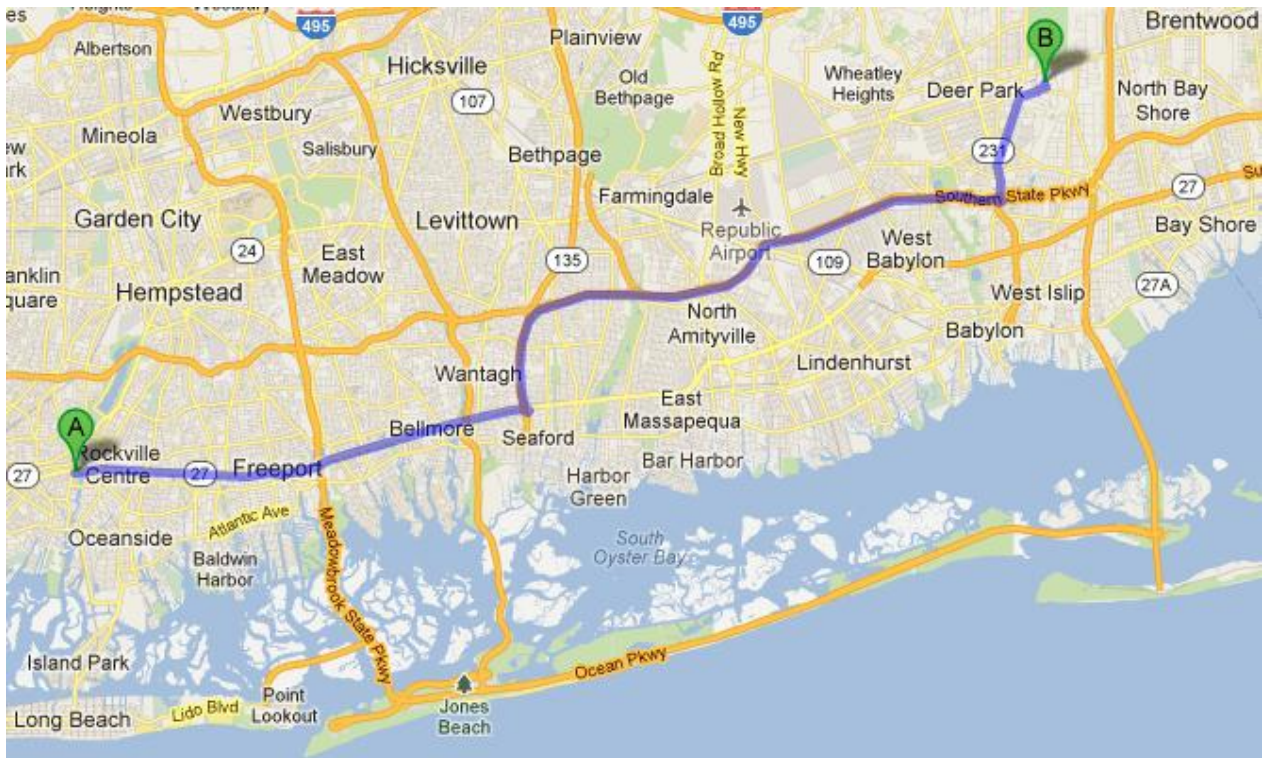 495
495
Albertson
Plainview
Brentwood
Hicksville
107
Old
Bethpage
Broad Hollow Rd
New Hwy
Wheatley
Heights
B
Deer Park
North Bay
Shore
Westbury
Mineola
Salisbury
Bethpage
231
Farmingdale
Southern State Pkwy
27
Garden City
Levittown
Republic
Airport
Bay Shore
24
East
Meadow
135
109
West
Babylon
27A
Hempstead
West Islip
North
Amityville
Babylon
Lindenhurst
Wantagh
East
Massapequa
A
Bellmore
Seaford
Rockville
Centre
27
27
Freeport
Bar Harbor
Harbor
Green
Atlantic Ave
Oceanside
Baldwin
Harbor
South
Oyster Bay
Meadowbrook State Pkwy
Island Park
Ocean Pkwy
Point
Lookout
Lido Blvd
Jones
Beach
Long Beach